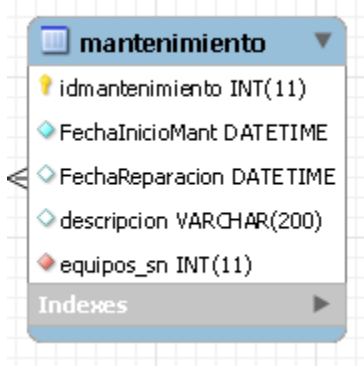 mantenimiento
idmantenimiento INT(11)
FechaInicioMant DATETIME
FechaReparacion DATETIME
descripcion VARCHAR(200)
equipos_sn INT(11)
Indexes